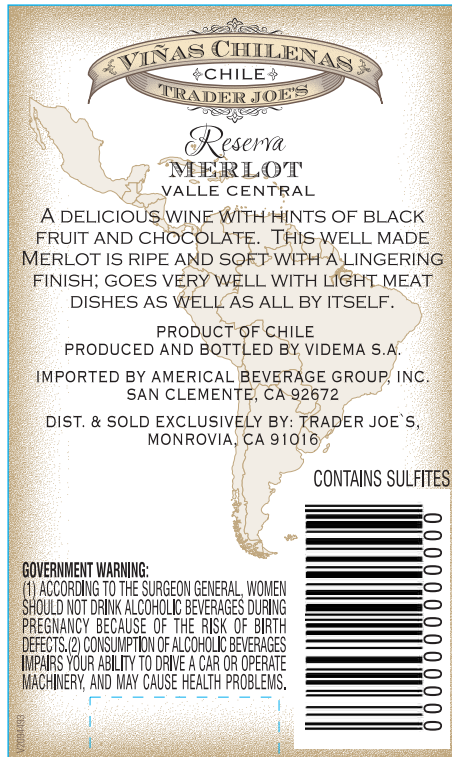 VIÑAS CHILENAS
CHILE
TRADER JOE'S
Reserva
MERLOT
VALLE CENTRAL
A DELICIOUS WINE WITH HINTS OF BLACK
FRUIT AND CHOCOLATE. THIS WELL MADE
MERLOT IS RIPE AND SOFT WITH A LINGERING
FINISH; GOES VERY WELL WITH LIGHT MEAT
DISHES AS WELL AS ALL BY ITSELF.
PRODUCT OF CHILE
PRODUCED AND BOTTLED BY VIDEMA S.A.
IMPORTED BY AMERICAL BEVERAGE GROUP, INC.
SAN CLEMENTE, CA 92672
DIST. & SOLD EXCLUSIVELY BY: TRADER JOE`S,
MONROVIA, CA 91016
CONTAINS SULFITES
GOVERNMENT WARNING:
(1) ACCORDING TO THE SURGEON GENERAL, WOMEN
SHOULD NOT DRINK ALCOHOLIC BEVERAGES DURING
PREGNANCY BECAUSE OF THE RISK OF BIRTH
DEFECTS.(2) CONSUMPTION OF ALCOHOLIC BEVERAGES
IMPAIRS YOUR ABILITY TO DRIVE A CAR OR OPERATE
MACHINERY, AND MAY CAUSE HEALTH PROBLEMS.
000000000000